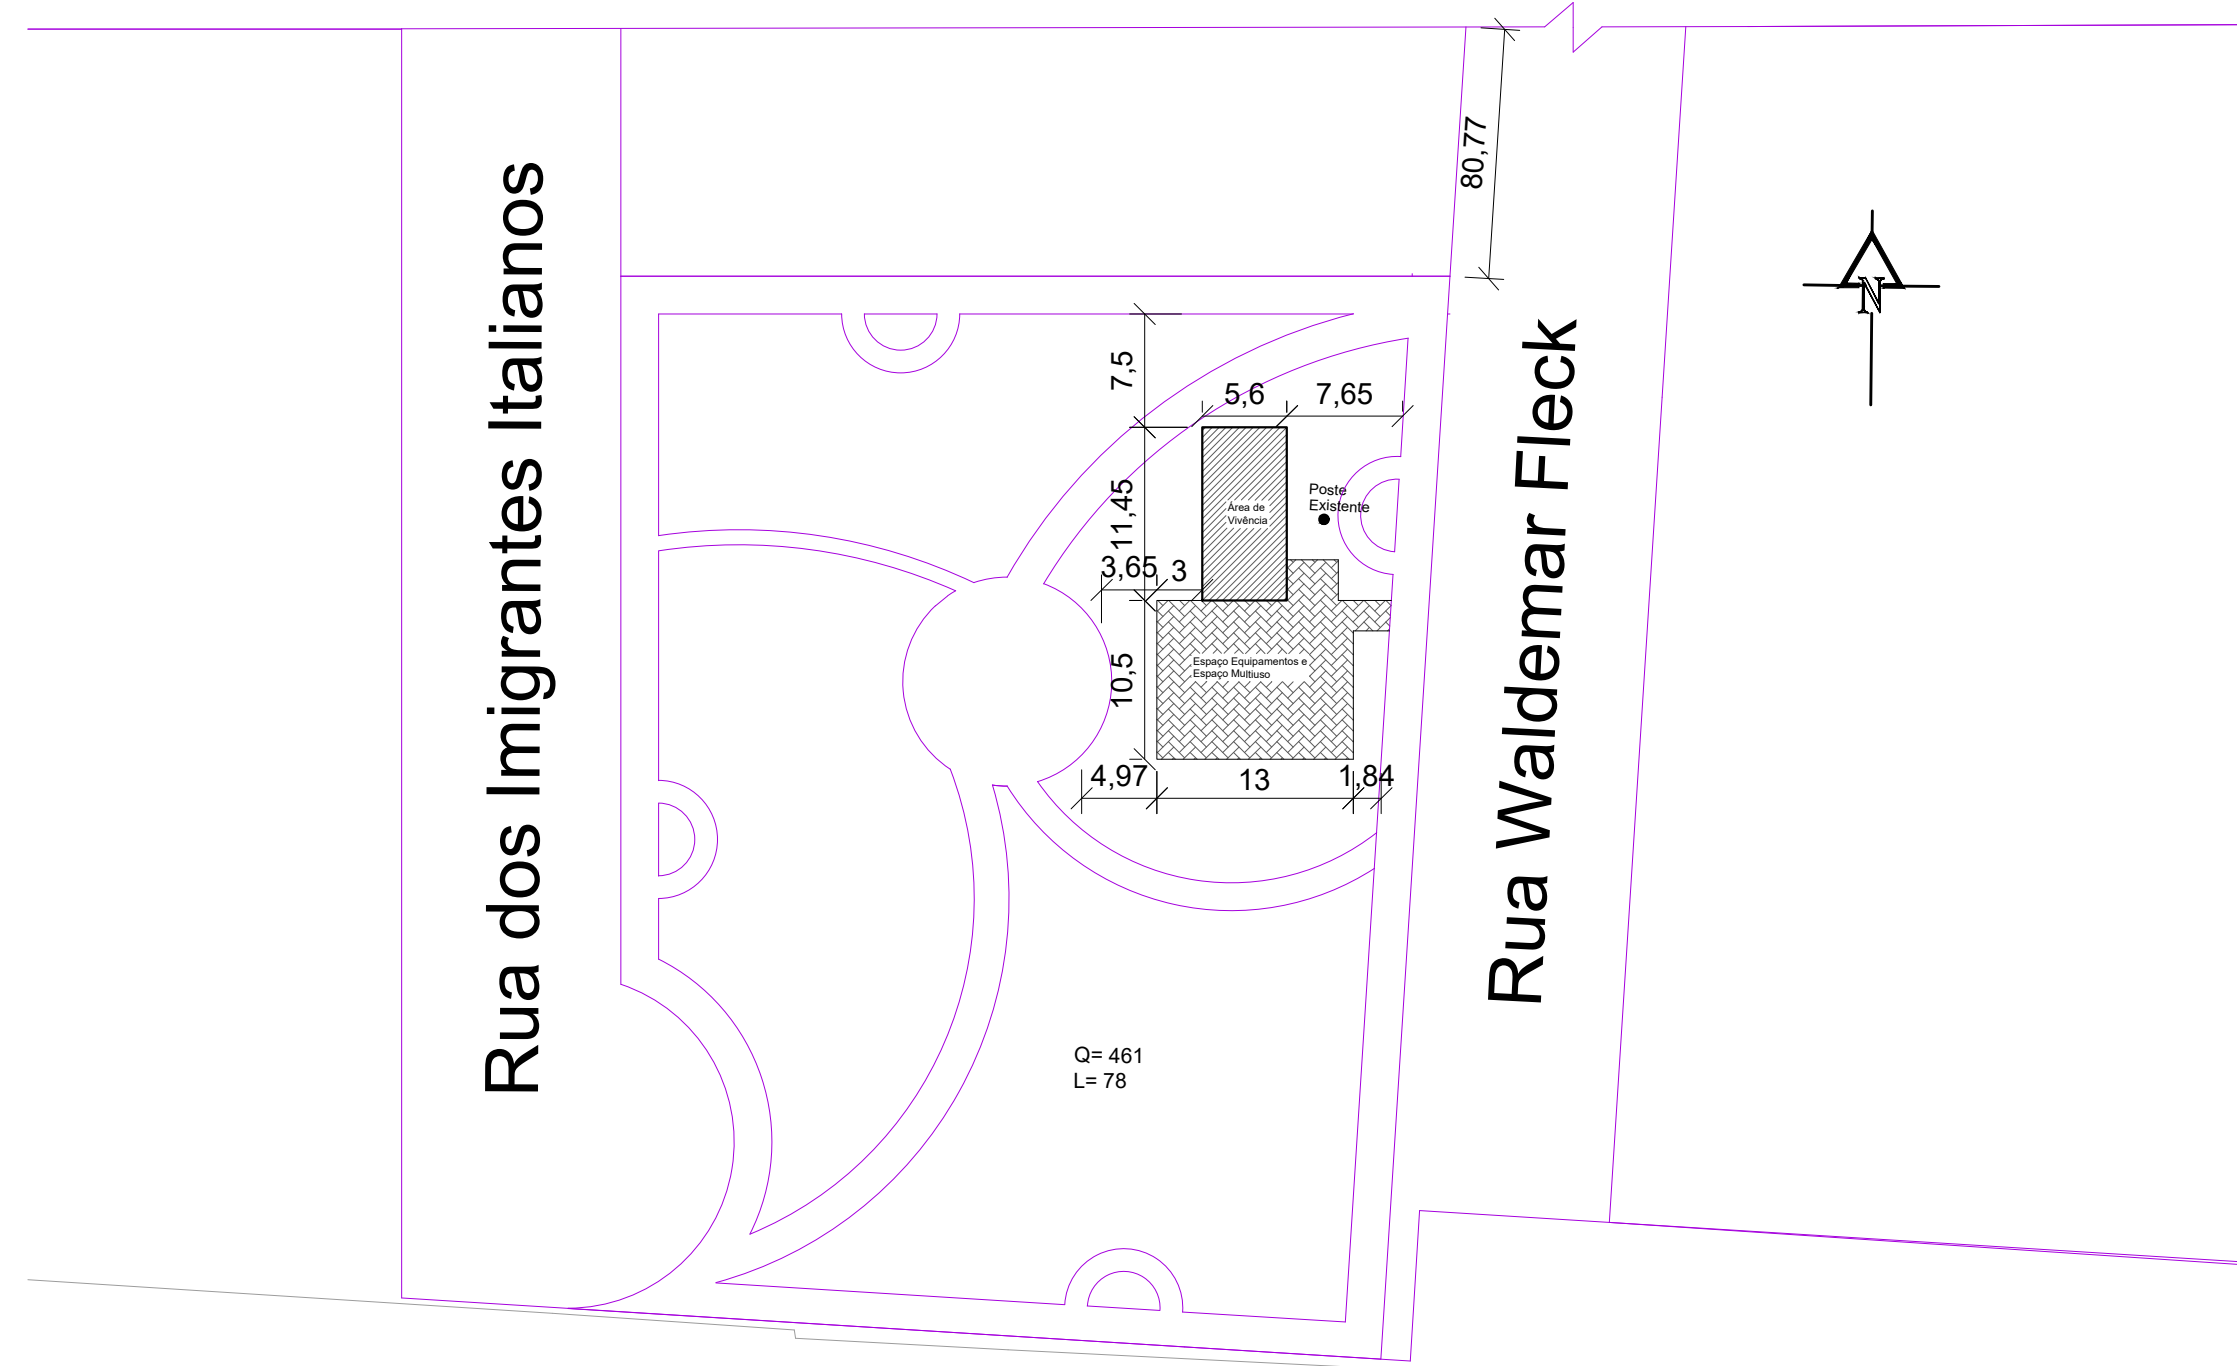 80,77
Rua dos Imigrantes Italianos
N
Rua Waldemar Fleck
7,5
5,6
7,65
11,45
Poste
Existente
Área de
Vivência
3,65
3
10,5
Espaço Equipamentos e
Espaço Multiuso
4,97
13
1,84
Q= 461
L= 78